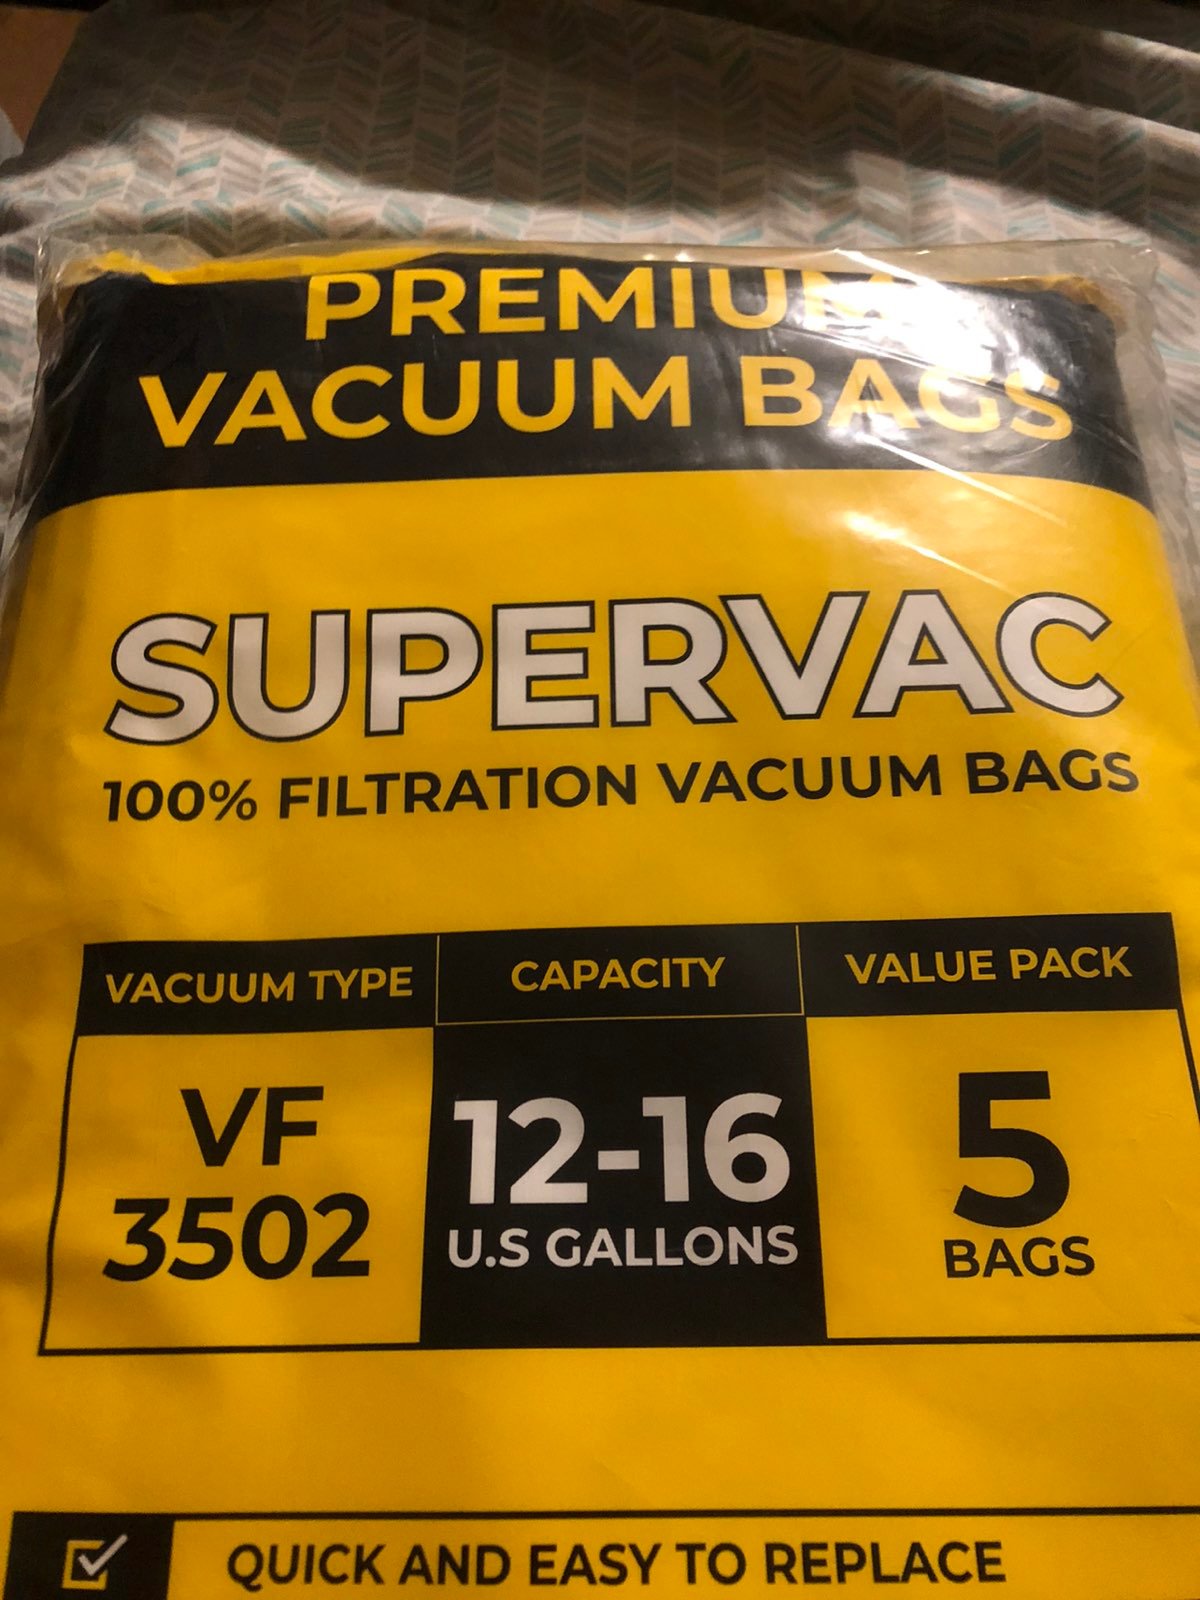 PREMIUM
VACUUM BAGS
SUPERVAC
100% FILTRATION VACUUM BAGS
VACUUM TYPE
CAPACITY
VALUE PACK
VF
3502
12-16
U.S GALLONS
5
BAGS
QUICK AND EASY TO REPLACE